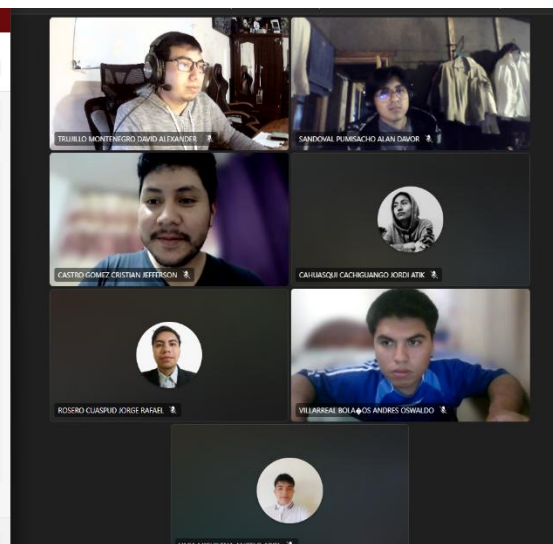 TRUJILLO MONTENEGRO DAVID ALEXANDER
SANDOVAL PUMISACHO ALAN DAVOR
CASTRO GOMEZ CRISTIAN JEFFERSON
CAHUASQUI CACHIGUANGO JORDI ATIK
ROSERO CUASPUD JORGE RAFAEL
VILLARREAL BOLA�OS ANDRES OSWALDO